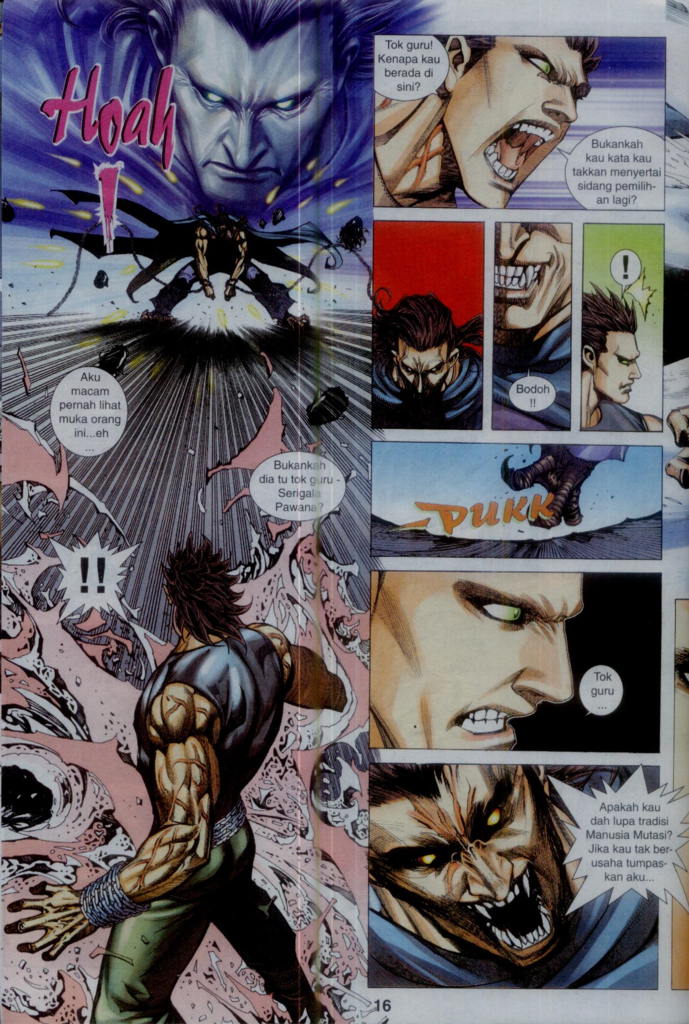 Hoah
!
Aku
macam
pernah lihat
muka orang
ini...eh
...
Bukankah
dia tu tok guru -
Serigala
Pawana?
!!
Tok guru!
Kenapa kau
berada di
sini?
Bukankah
kau kata kau
takkan menyertai
sidang pemilih-
an lagi?
Bodoh
!!
!
DUKK
Tok
guru
...
Apakah kau
dah lupa tradisi
Manusia Mutasi?
Jika kau tak ber-
usaha tumpas-
kan aku...
16